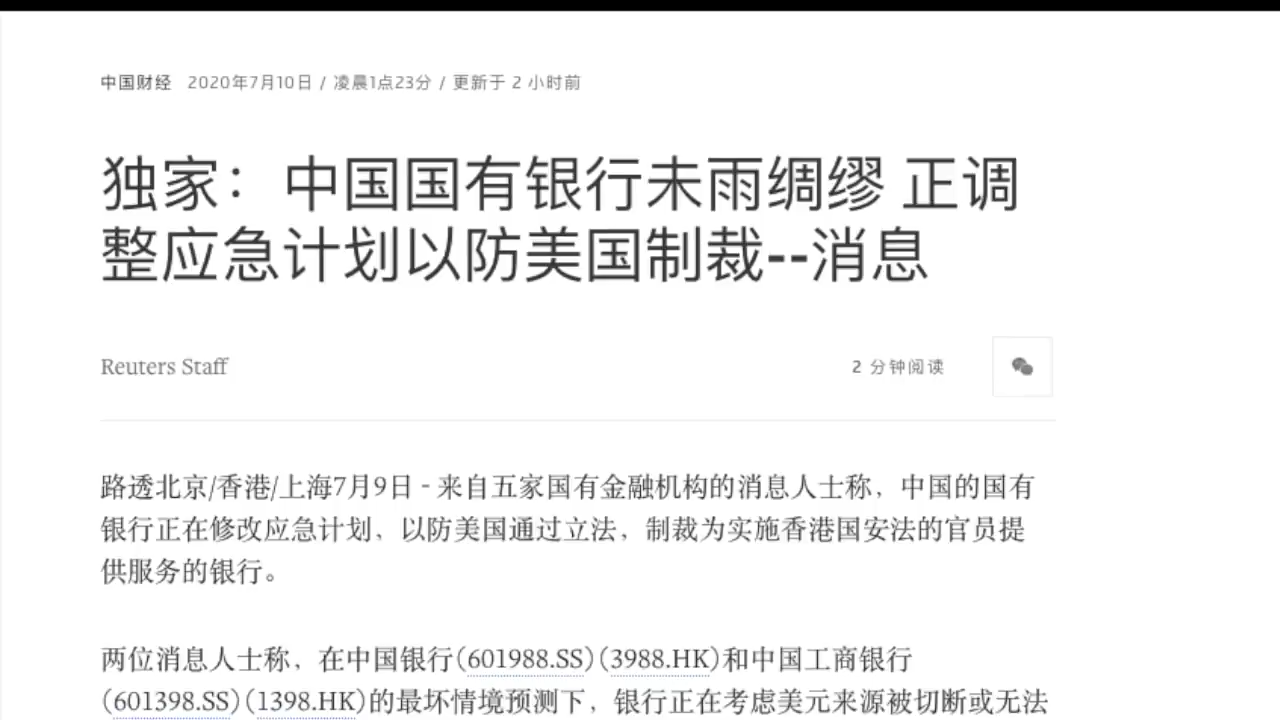 中国财经 2020年7月10日 / 凌晨1点23分 / 更新于 2 小时前
独家：中国国有银行未雨绸缪 正调
整应急计划以防美国制裁--消息
Reuters Staff
2 分钟阅读
路透北京/香港/上海7月9日 - 来自五家国有金融机构的消息人士称，中国的国有
银行正在修改应急计划，以防美国通过立法，制裁为实施香港国安法的官员提
供服务的银行。
两位消息人士称，在中国银行(601988.SS)(3988.HK)和中国工商银行
(601398.SS)(1398.HK)的最坏情境预测下，银行正在考虑美元来源被切断或无法